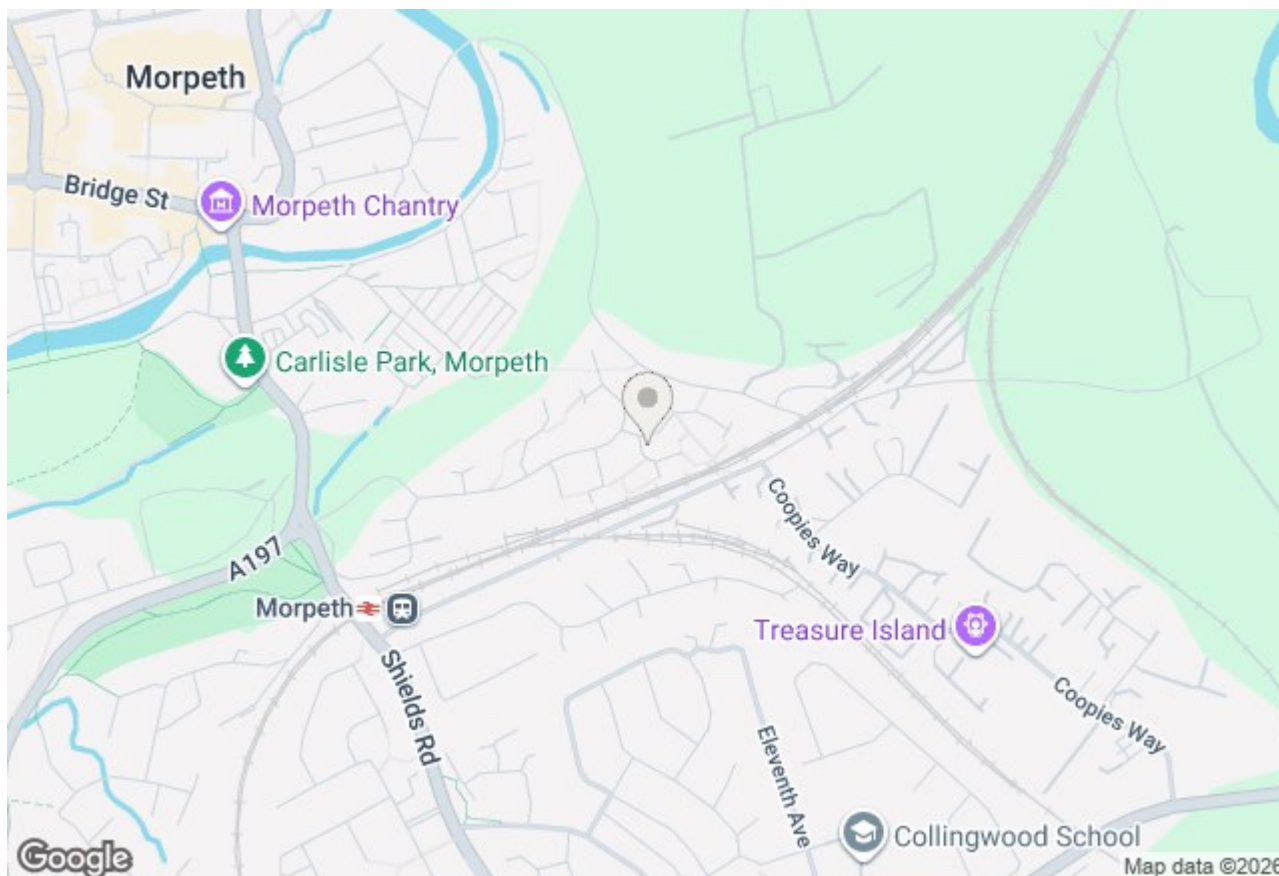 Morpeth
Bridge St
Morpeth Chantry
Carlisle Park, Morpeth
A197
Coopies Way
Morpeth
Treasure Island
Shields Rd
Coopies Way
Eleventh Ave
Collingwood School
Google
Map data ©2026